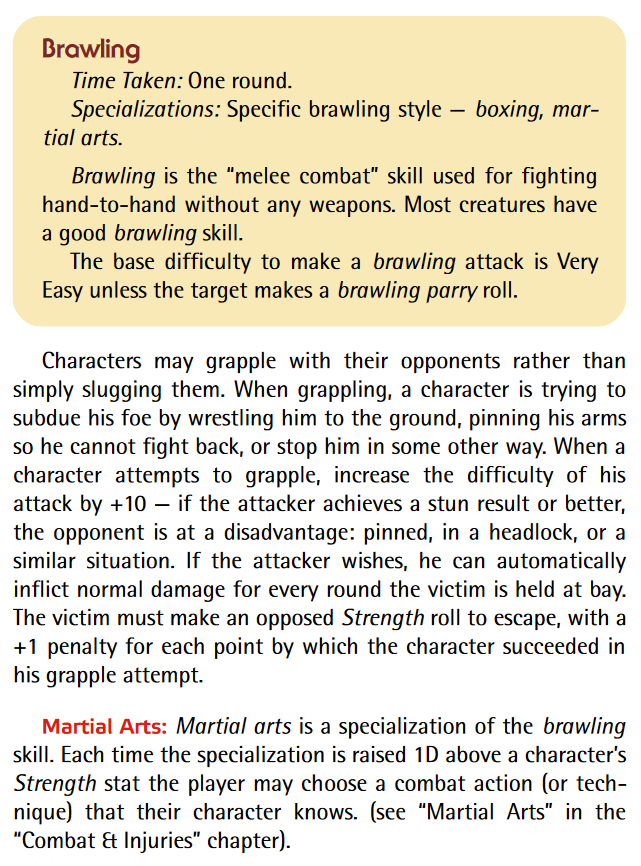 Brawling
Time Taken: One round.
Specializations: Specific brawling style — boxing, mar-
tial arts.
Brawling is the “melee combat” skill used for fighting
hand-to-hand without any weapons. Most creatures have
a good brawling skill.
The base difficulty to make a brawling attack is Very
Easy unless the target makes a brawling parry roll.
Characters may grapple with their opponents rather than
simply slugging them. When grappling, a character is trying to
subdue his foe by wrestling him to the ground, pinning his arms
so he cannot fight back, or stop him in some other way. When a
character attempts to grapple, increase the difficulty of his
attack by +10 — if the attacker achieves a stun result or better,
the opponent is at a disadvantage: pinned, in a headlock, or a
similar situation. If the attacker wishes, he can automatically
inflict normal damage for every round the victim is held at bay.
The victim must make an opposed Strength roll to escape, with a
+1 penalty for each point by which the character succeeded in
his grapple attempt.
Martial Arts: Martial arts is a specialization of the brawling
skill. Each time the specialization is raised 1D above a character’s
Strength stat the player may choose a combat action (or tech-
nique) that their character knows. (see “Martial Arts” in the
“Combat & Injuries” chapter).